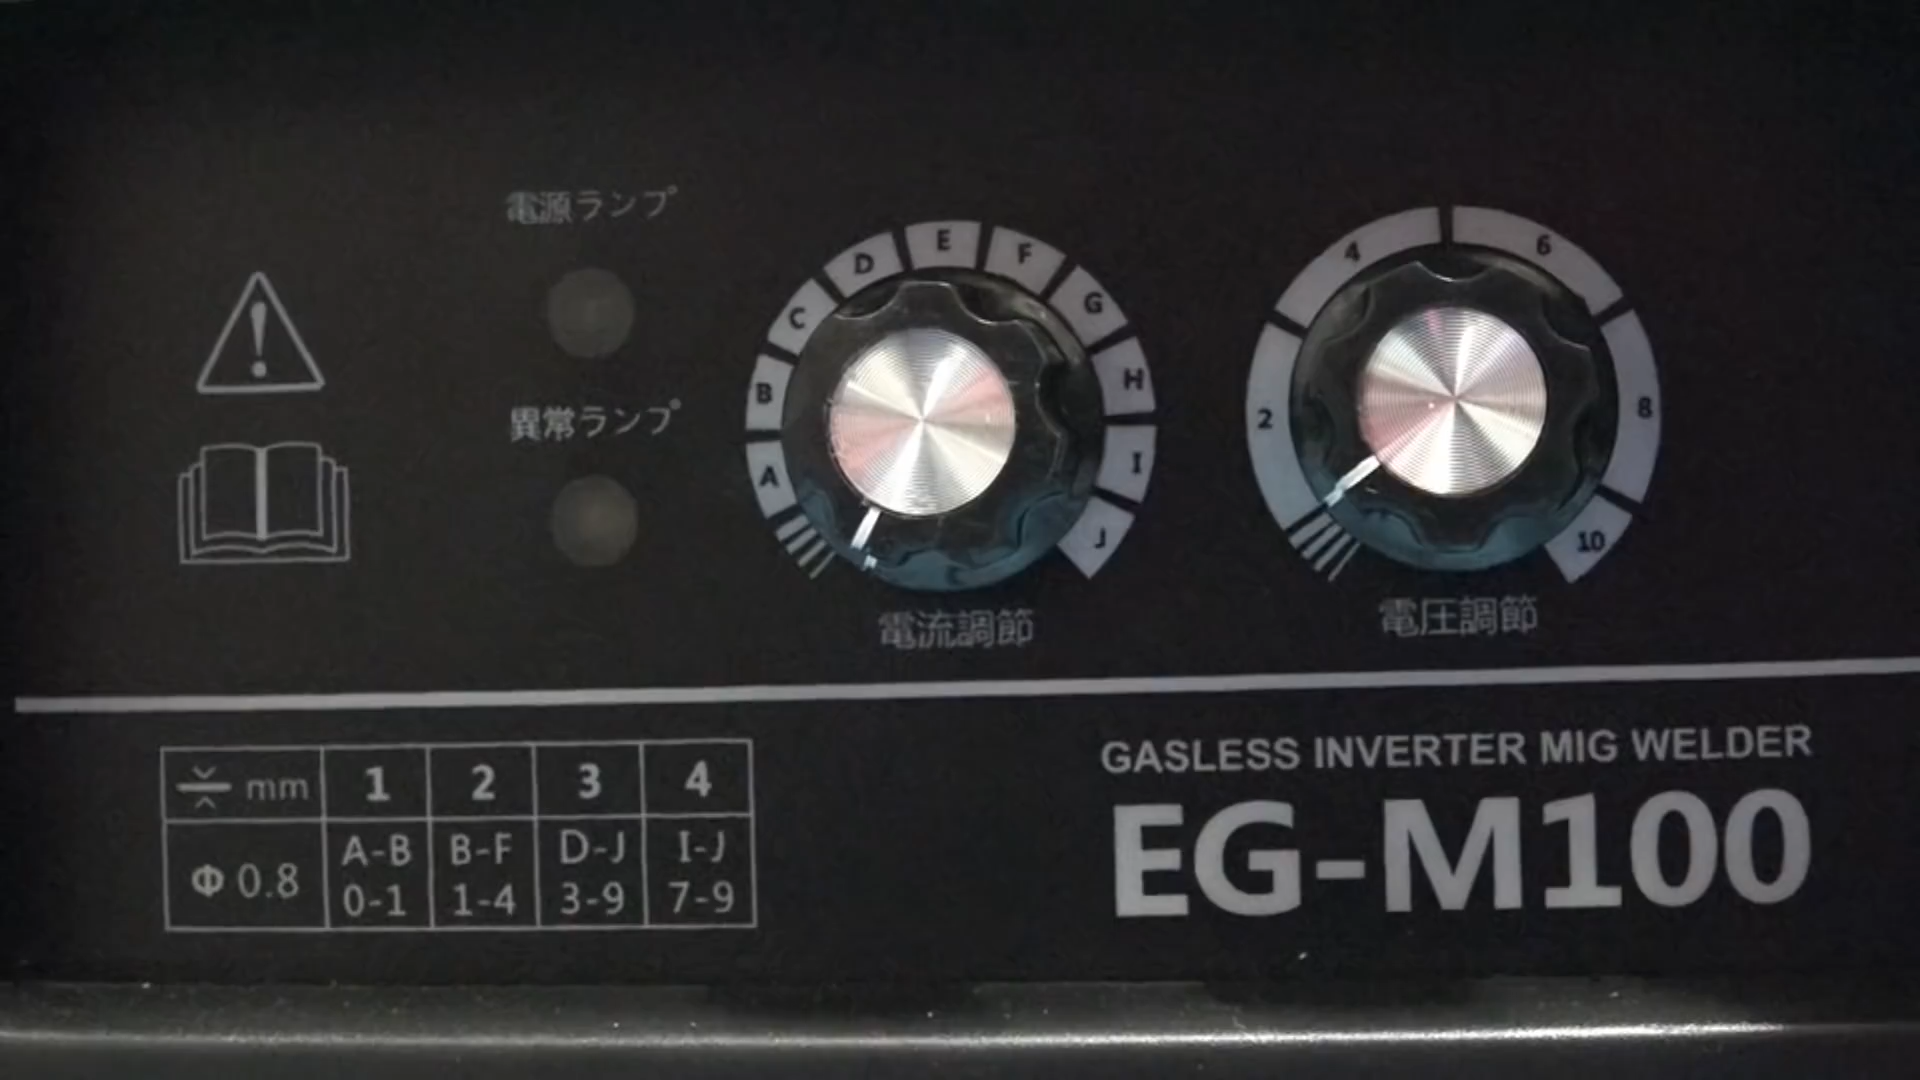 電源ランプ
異常ランプ
A
B
C
D
E
F
G
H
I
J
電流調節
2
4
6
8
10
電圧調節
mm 1 2 3 4
Φ 0.8 A-B B-F D-J I-J
0-1 1-4 3-9 7-9
GASLESS INVERTER MIG WELDER
EG-M100